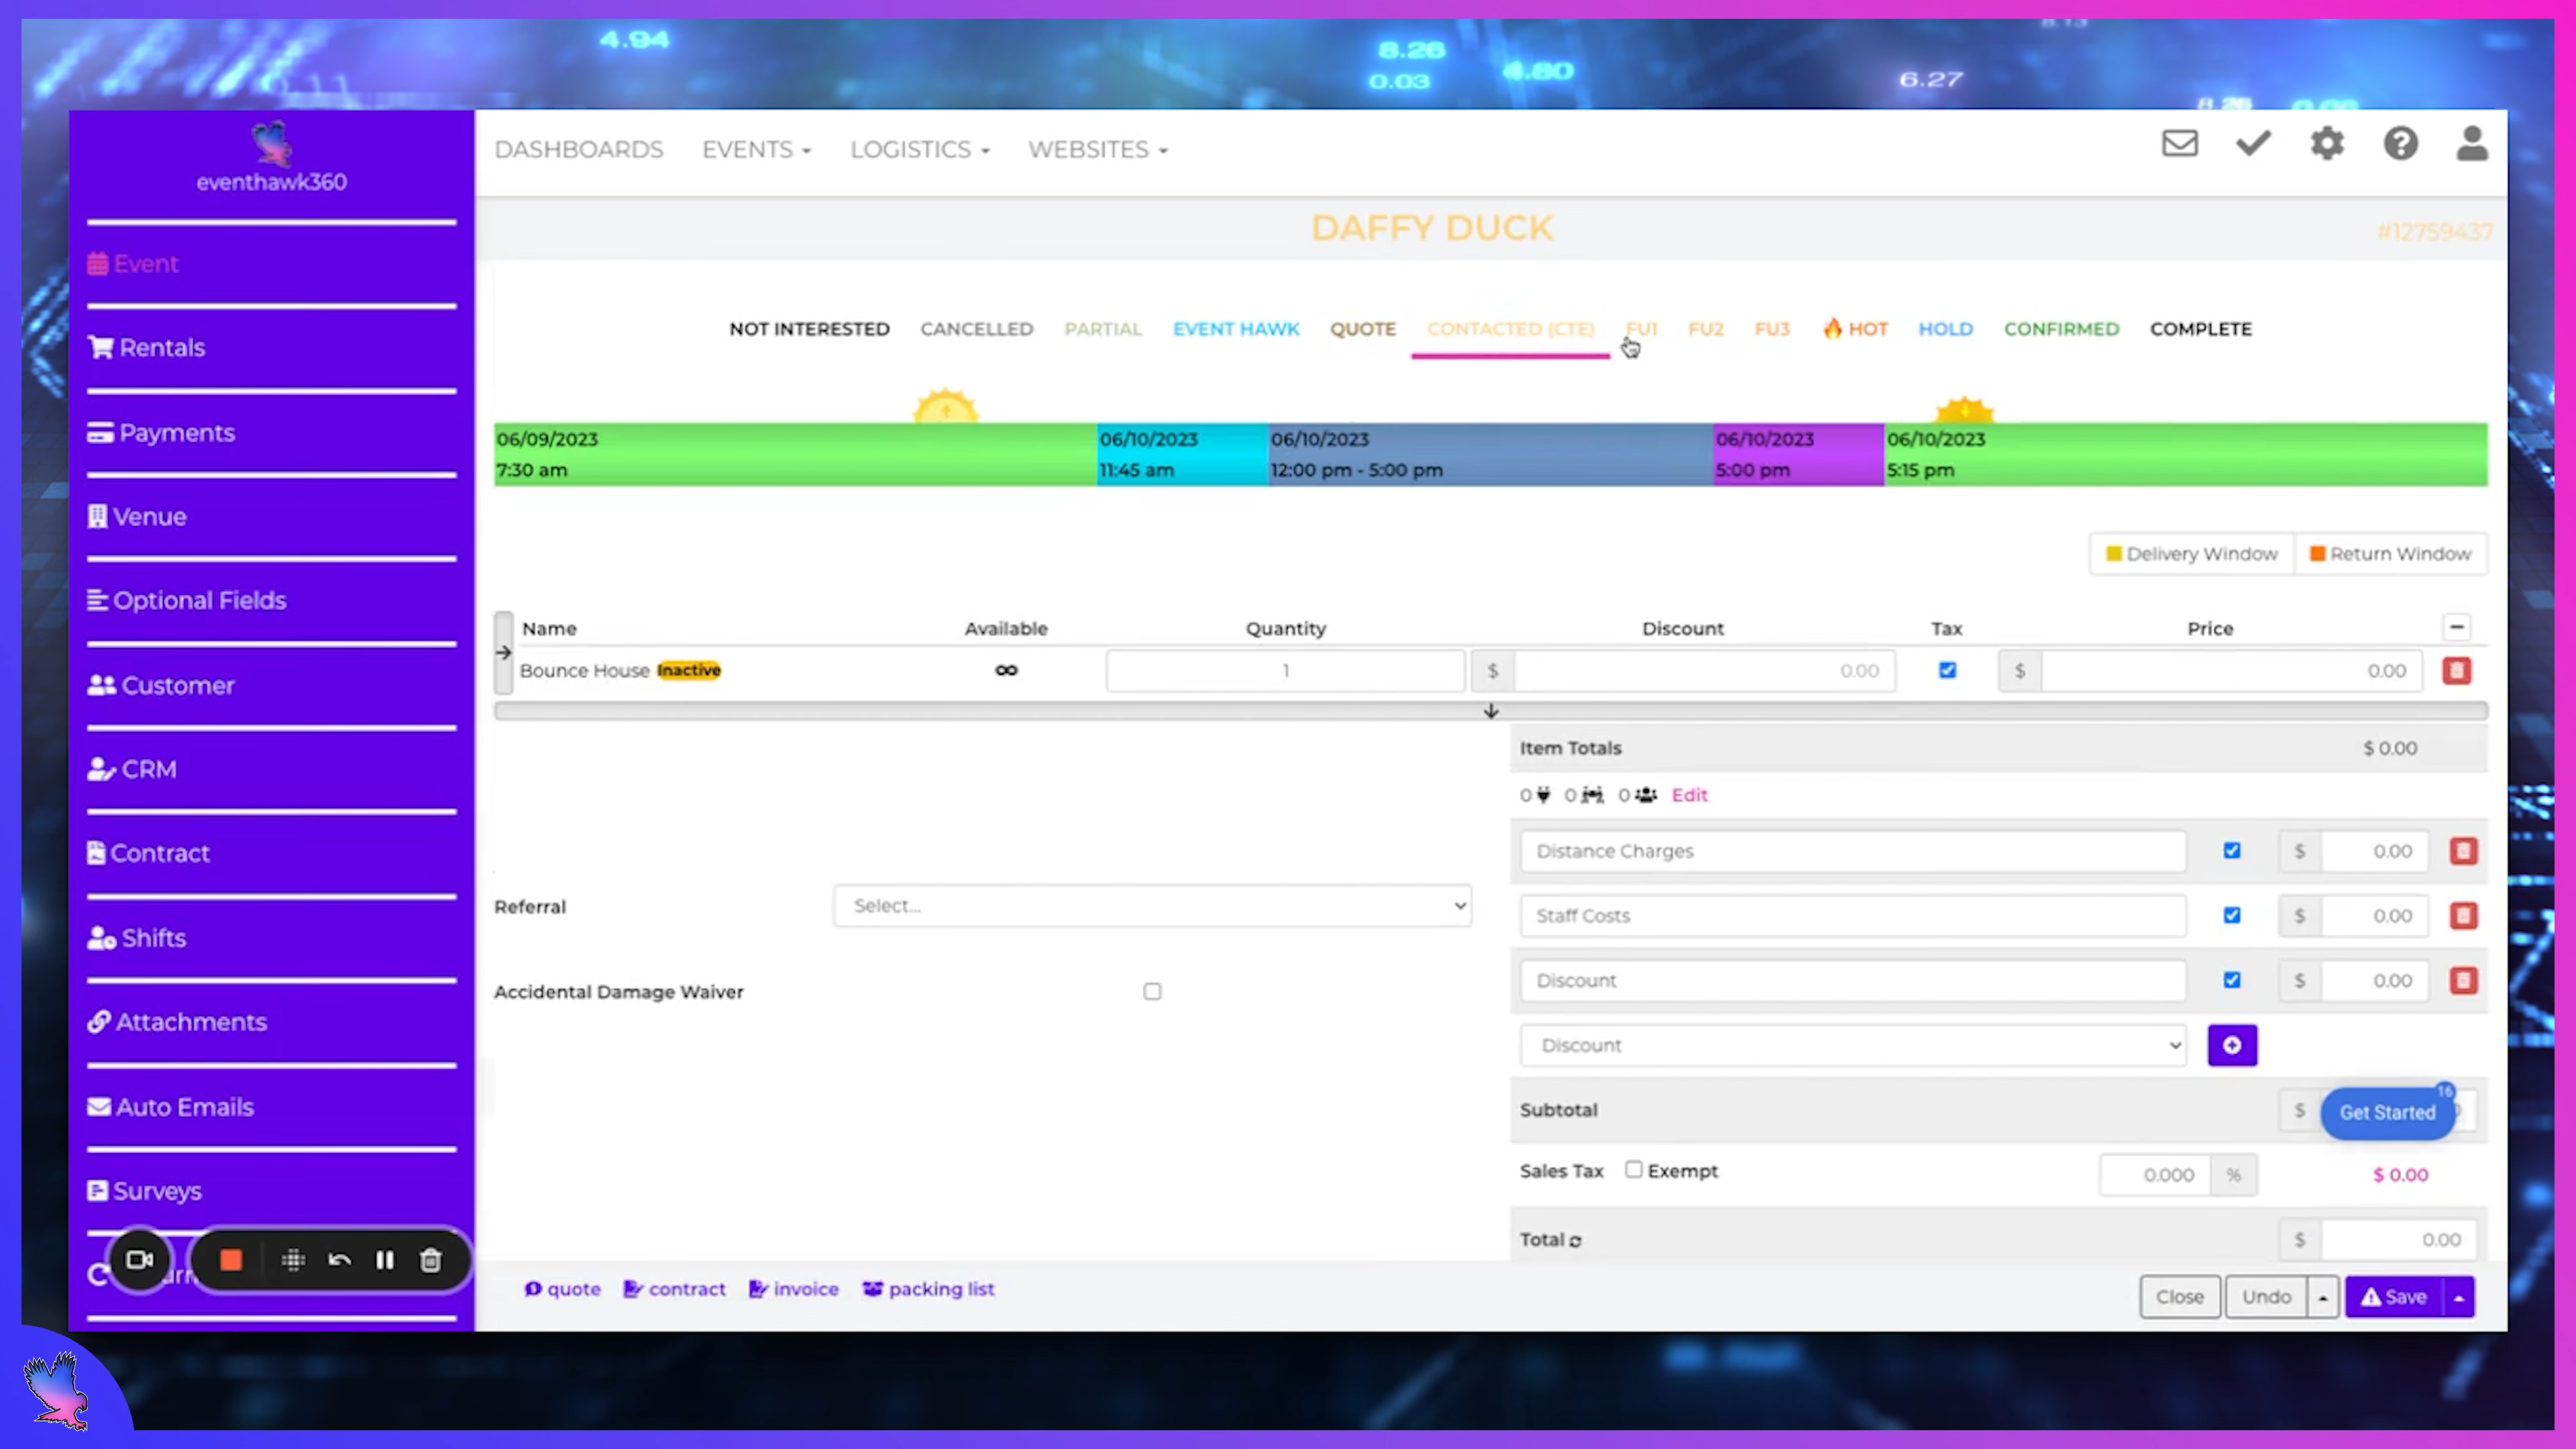 4.94
8.26
0.03
4.80
6.27
8.26
eventhawk360
DASHBOARDS EVENTS LOGISTICS WEBSITES
DAFFY DUCK
#12759437
Event
Rentals
Payments
Venue
Optional Fields
Customer
CRM
Contract
Shifts
Attachments
Auto Emails
Surveys
NOT INTERESTED CANCELLED PARTIAL EVENT HAWK QUOTE CONTACTED (CTE) FU1 FU2 FU3 HOT HOLD CONFIRMED COMPLETE
06/09/2023 06/10/2023 06/10/2023 06/10/2023 06/10/2023
7:30 am 11:45 am 12:00 pm - 5:00 pm 5:00 pm 5:15 pm
Delivery Window Return Window
Name Available Quantity Discount Tax Price
Bounce House Inactive ∞ 1 $ 0.00 $ 0.00
Item Totals $ 0.00
0 0 0 Edit
Distance Charges $ 0.00
Referral Select...
Staff Costs $ 0.00
Accidental Damage Waiver
Discount $ 0.00
Discount
Subtotal $
Get Started 16
Sales Tax Exempt 0.000 % $ 0.00
Total $ 0.00
quote contract invoice packing list
Close Undo Save